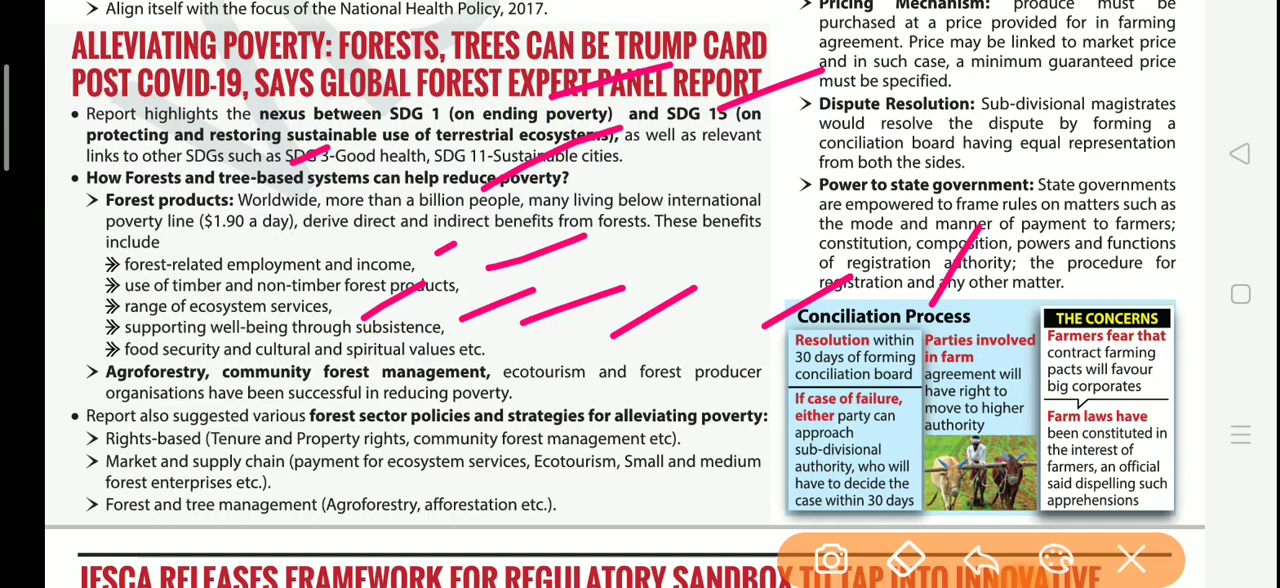 ➤ Align itself with the focus of the National Health Policy, 2017.
ALLEVIATING POVERTY: FORESTS, TREES CAN BE TRUMP CARD
POST COVID-19, SAYS GLOBAL FOREST EXPERT PANEL REPORT
• Report highlights the nexus between SDG 1 (on ending poverty) and SDG 15 (on
protecting and restoring sustainable use of terrestrial ecosystems), as well as relevant
links to other SDGs such as SDG 3-Good health, SDG 11-Sustainable cities.
• How Forests and tree-based systems can help reduce poverty?
➤ Forest products: Worldwide, more than a billion people, many living below international
poverty line ($1.90 a day), derive direct and indirect benefits from forests. These benefits
include
⪢ forest-related employment and income,
⪢ use of timber and non-timber forest products,
⪢ range of ecosystem services,
⪢ supporting well-being through subsistence,
⪢ food security and cultural and spiritual values etc.
➤ Agroforestry, community forest management, ecotourism and forest producer
organisations have been successful in reducing poverty.
• Report also suggested various forest sector policies and strategies for alleviating poverty:
➤ Rights-based (Tenure and Property rights, community forest management etc).
➤ Market and supply chain (payment for ecosystem services, Ecotourism, Small and medium
forest enterprises etc.).
➤ Forest and tree management (Agroforestry, afforestation etc.).
➤ Pricing Mechanism: produce must be
purchased at a price provided for in farming
agreement. Price may be linked to market price
and in such case, a minimum guaranteed price
must be specified.
➤ Dispute Resolution: Sub-divisional magistrates
would resolve the dispute by forming a
conciliation board having equal representation
from both the sides.
➤ Power to state government: State governments
are empowered to frame rules on matters such as
the mode and manner of payment to farmers;
constitution, composition, powers and functions
of registration authority; the procedure for
registration and any other matter.
Conciliation Process
Resolution within
30 days of forming
conciliation board
If case of failure,
either party can
approach
sub-divisional
authority, who will
have to decide the
case within 30 days
Parties involved
in farm
agreement will
have right to
move to higher
authority
THE CONCERNS
Farmers fear that
contract farming
pacts will favour
big corporates
Farm laws have
been constituted in
the interest of
farmers, an official
said dispelling such
apprehensions
IFSCA RELEASES FRAMEWORK FOR REGULATORY SANDBOX TO TAP INTO INNOVATIVE